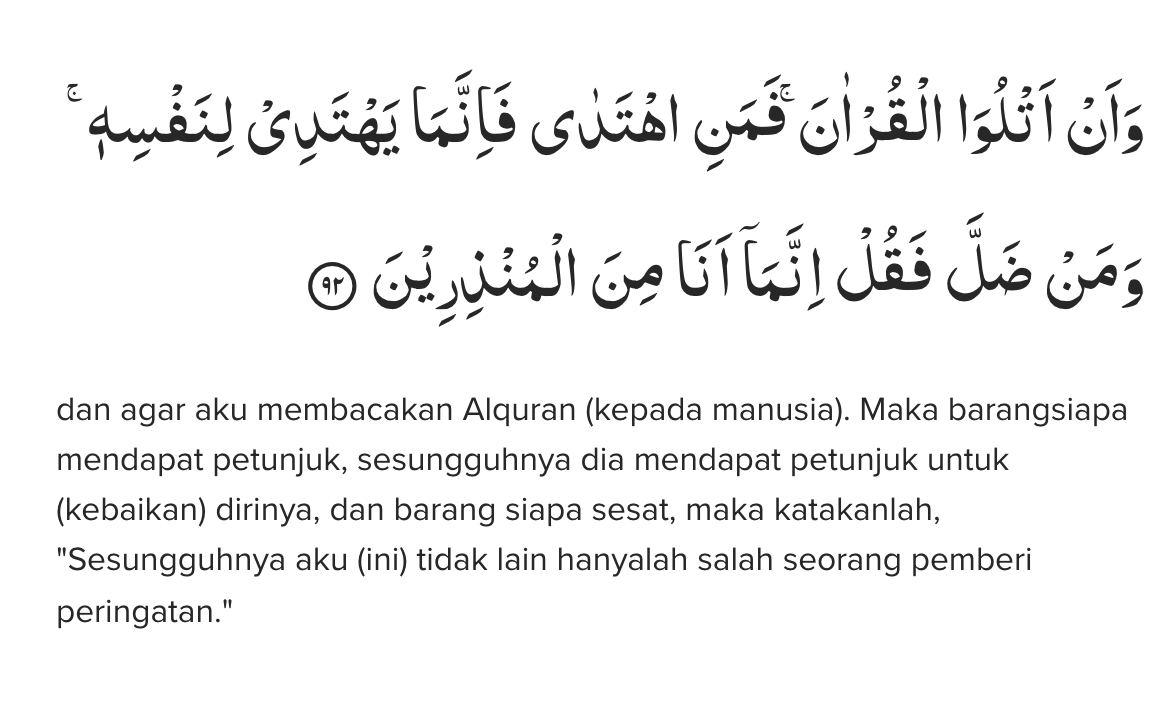 وَاَنْ اَتْلُوَا الْقُرْاٰنَ ۚفَمَنِ اهْتَدٰى فَاِنَّمَا يَهْتَدِيْ لِنَفْسِهٖ ۚ
وَمَنْ ضَلَّ فَقُلْ اِنَّمَآ اَنَا۠ مِنَ الْمُنْذِرِيْنَ ٩٢
dan agar aku membacakan Alquran (kepada manusia). Maka barangsiapa
mendapat petunjuk, sesungguhnya dia mendapat petunjuk untuk
(kebaikan) dirinya, dan barang siapa sesat, maka katakanlah,
"Sesungguhnya aku (ini) tidak lain hanyalah salah seorang pemberi
peringatan."